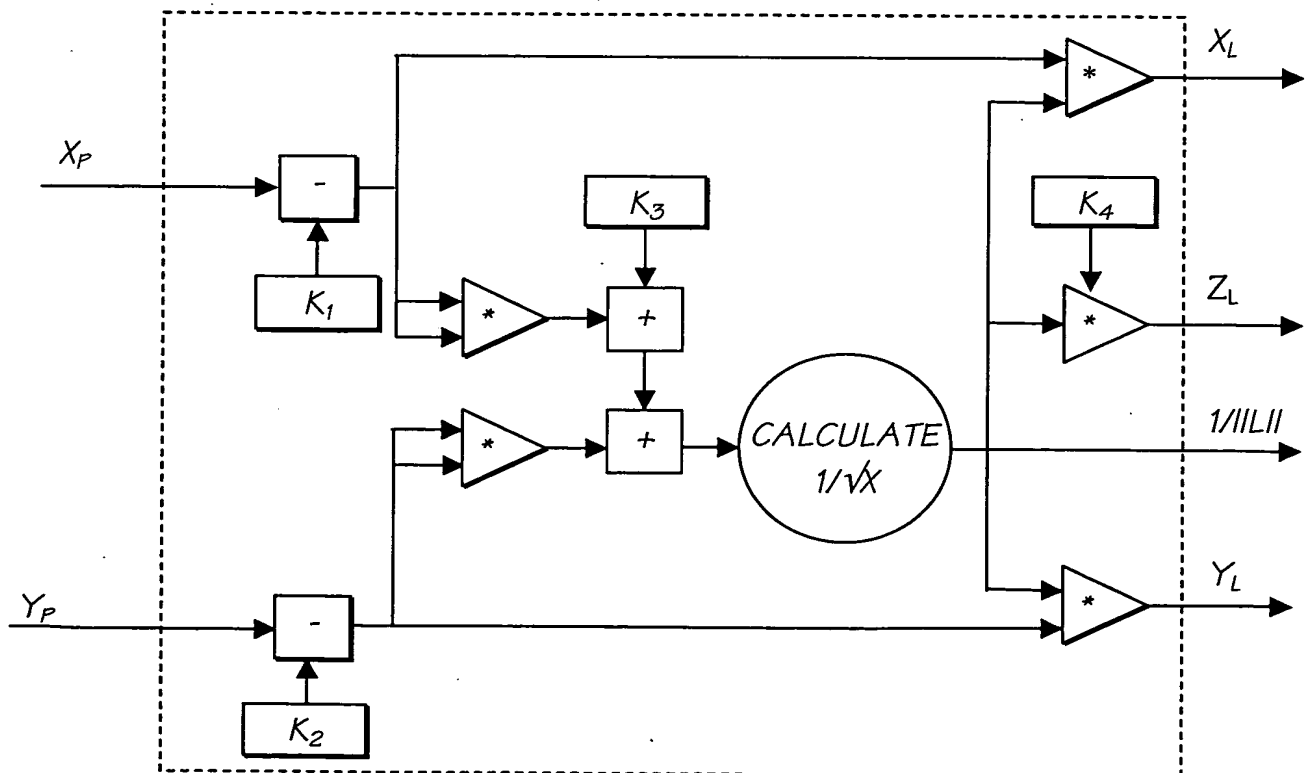 X_L
*
X_P
-
K_3
K_4
K_1
*
+
*
Z_L
*
+
CALCULATE
1/√X
1/||L||
Y_P
-
*
Y_L
K_2